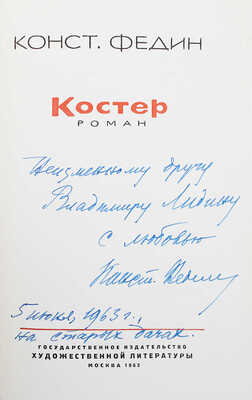 КОНСТ. ФЕДИН
Костер
РОМАН
Неизменному другу
Владимиру Лидину
с любовью
Конст. Федин
5 июня, 1963 г.,
на старых дачах.
ГОСУДАРСТВЕННОЕ ИЗДАТЕЛЬСТВО
ХУДОЖЕСТВЕННОЙ ЛИТЕРАТУРЫ
МОСКВА 1962